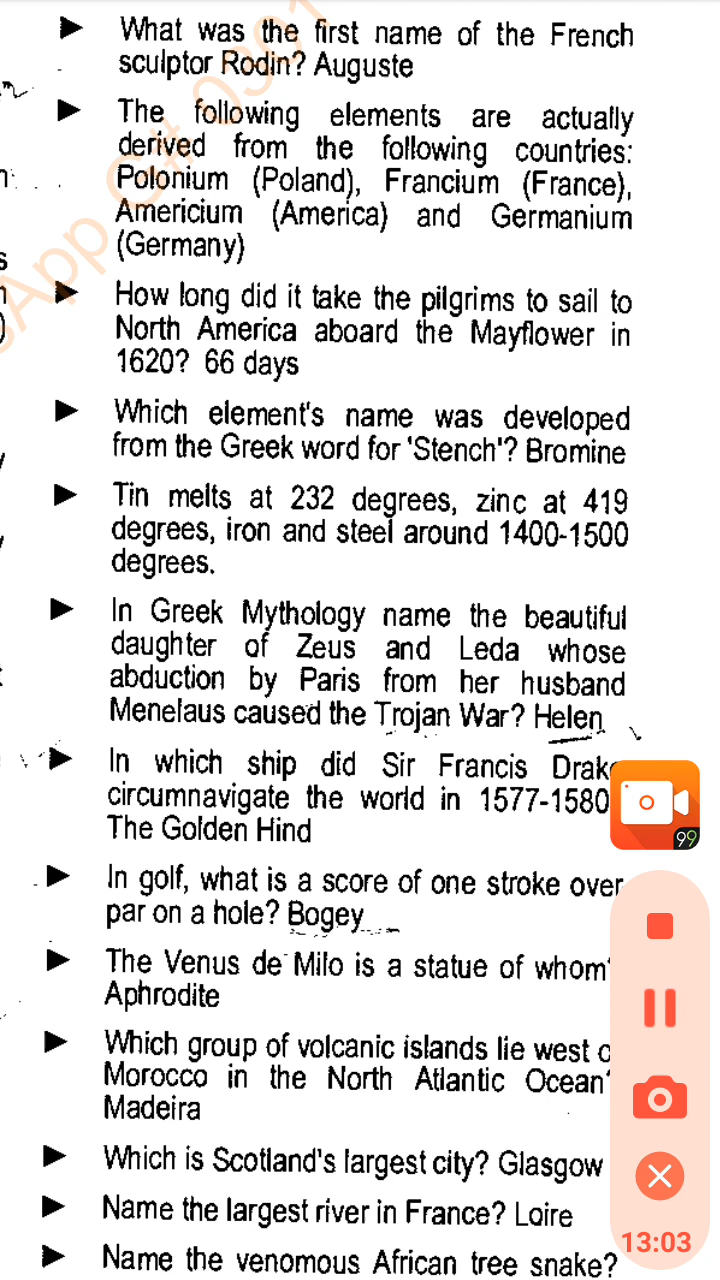 What was the first name of the French
sculptor Rodin? Auguste
The following elements are actually
derived from the following countries:
Polonium (Poland), Francium (France),
Americium (America) and Germanium
(Germany)
How long did it take the pilgrims to sail to
North America aboard the Mayflower in
1620? 66 days
Which element's name was developed
from the Greek word for 'Stench'? Bromine
Tin melts at 232 degrees, zinc at 419
degrees, iron and steel around 1400-1500
degrees.
In Greek Mythology name the beautiful
daughter of Zeus and Leda whose
abduction by Paris from her husband
Menelaus caused the Trojan War? Helen
In which ship did Sir Francis Drak
circumnavigate the world in 1577-1580
The Golden Hind
In golf, what is a score of one stroke over
par on a hole? Bogey
The Venus de Milo is a statue of whom
Aphrodite
Which group of volcanic islands lie west
Morocco in the North Atlantic Ocean
Madeira
Which is Scotland's largest city? Glasgow
Name the largest river in France? Loire
Name the venomous African tree snake?
App C# 0301
99
13:03